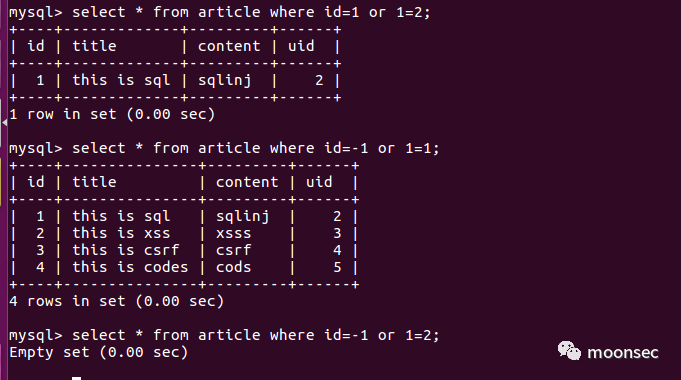 mysql> select * from article where id=1 or 1=2;
+----+-------------+---------+------+
| id | title       | content | uid  |
+----+-------------+---------+------+
|  1 | this is sql | sqlinj  |    2 |
+----+-------------+---------+------+
1 row in set (0.00 sec)
mysql> select * from article where id=-1 or 1=1;
+----+---------------+---------+------+
| id | title         | content | uid  |
+----+---------------+---------+------+
|  1 | this is sql   | sqlinj  |    2 |
|  2 | this is xss   | xsss    |    3 |
|  3 | this is csrf  | csrf    |    4 |
|  4 | this is codes | cods    |    5 |
+----+---------------+---------+------+
4 rows in set (0.00 sec)
mysql> select * from article where id=-1 or 1=2;
Empty set (0.00 sec)
moonsec